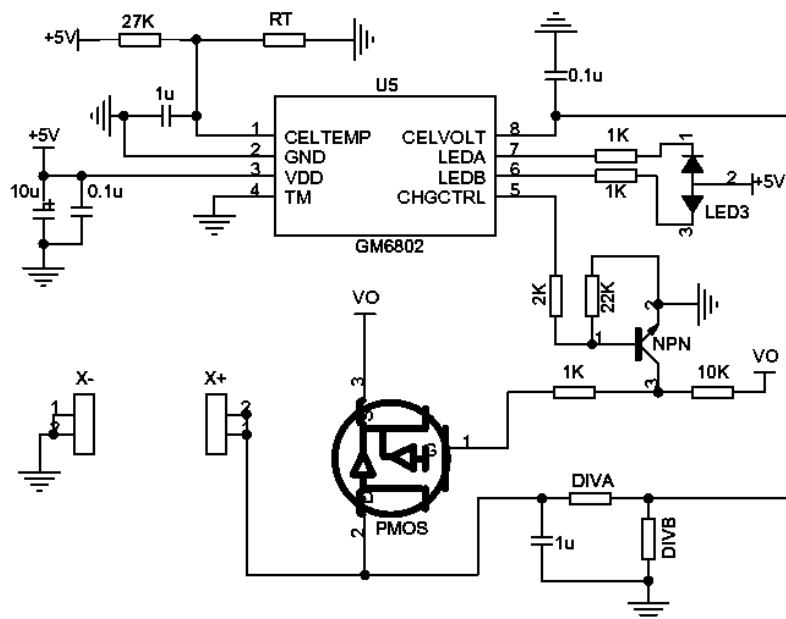 27K
RT
+5V
0.1u
1u
U5
+5V
1 CELTEMP CELVOLT 8
2 GND LEDA 7
3 VDD LEDB 6
4 TM CHGCTRL 5
GM6802
1K
1
2
+5V
1K
LED3
3
10u
+
0.1u
2K
22K
2
1
NPN
VO
VO
3
1K
3
10K
X-
1
2
X+
2
1
S
G
1
D
PMOS
2
DIVA
1u
DIVB